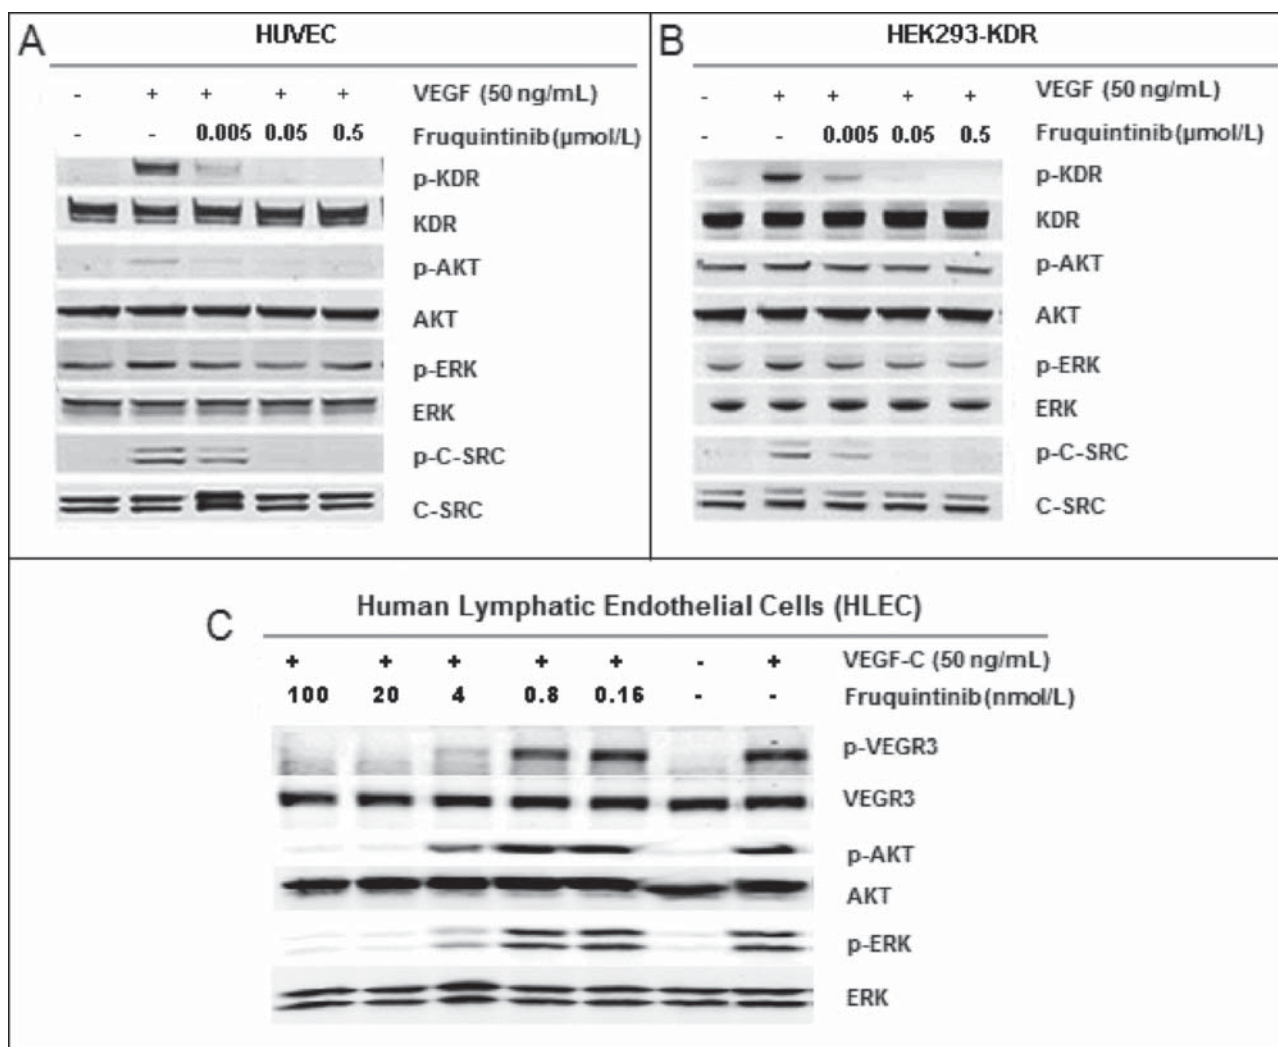 A
HUVEC
- + + + + VEGF (50 ng/mL)
- - 0.005 0.05 0.5 Fruquintinib (µmol/L)
p-KDR
KDR
p-AKT
AKT
p-ERK
ERK
p-C-SRC
C-SRC
B
HEK293-KDR
- + + + + VEGF (50 ng/mL)
- - 0.005 0.05 0.5 Fruquintinib (µmol/L)
p-KDR
KDR
p-AKT
AKT
p-ERK
ERK
p-C-SRC
C-SRC
C
Human Lymphatic Endothelial Cells (HLEC)
+ + + + + - + VEGF-C (50 ng/mL)
100 20 4 0.8 0.16 - - Fruquintinib (nmol/L)
p-VEGR3
VEGR3
p-AKT
AKT
p-ERK
ERK